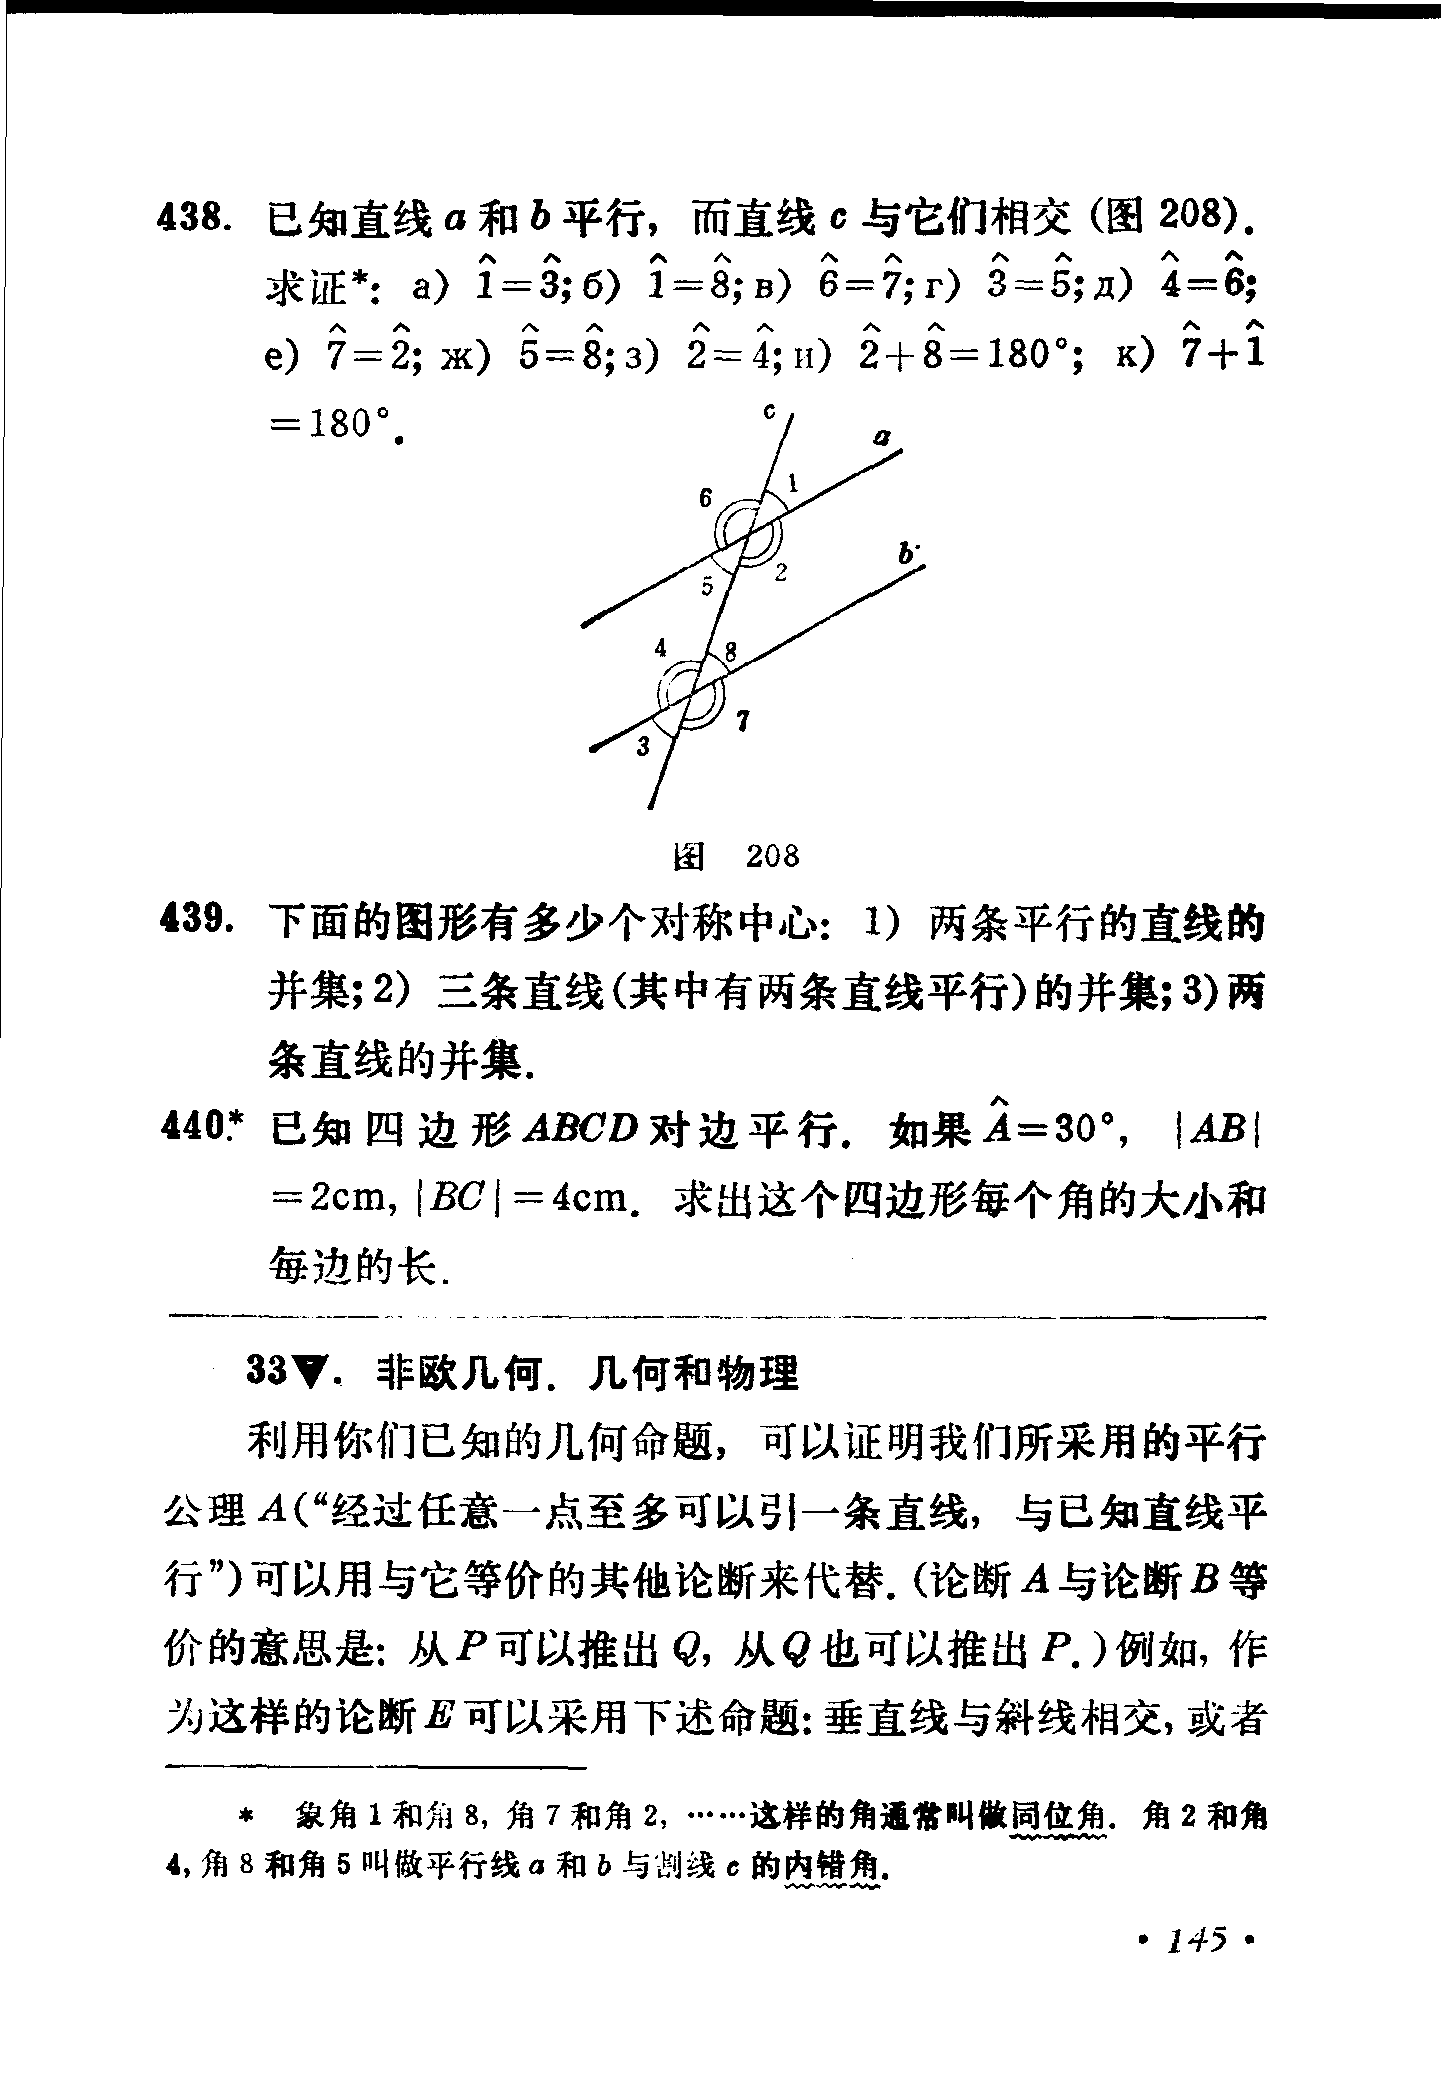 438. 已知直线 a 和 b 平行，而直线 c 与它们相交 (图 208).
求证*: а) 1̂=3̂; б) 1̂=8̂; в) 6̂=7̂; г) 3̂=5̂; д) 4̂=6̂;
е) 7̂=2̂; ж) 5̂=8̂; з) 2̂=4̂; и) 2̂+8̂=180°; к) 7̂+1̂
=180°.
c
a
6
1
b
5
2
4
8
7
3
图 208
439. 下面的图形有多少个对称中心: 1) 两条平行的直线的
并集; 2) 三条直线(其中有两条直线平行)的并集; 3) 两
条直线的并集.
440.* 已知四边形 ABCD 对边平行. 如果 Â=30°, |AB|
=2cm, |BC|=4cm. 求出这个四边形每个角的大小和
每边的长.
33▼. 非欧几何. 几何和物理
利用你们已知的几何命题，可以证明我们所采用的平行
公理 A(“经过任意一点至多可以引一条直线，与已知直线平
行”)可以用与它等价的其他论断来代替. (论断 A 与论断 B 等
价的意思是: 从 P 可以推出 Q, 从 Q 也可以推出 P.) 例如, 作
为这样的论断 E 可以采用下述命题: 垂直线与斜线相交, 或者
* 象角 1 和角 8, 角 7 和角 2, ……这样的角通常叫做同位角. 角 2 和角
4, 角 8 和角 5 叫做平行线 a 和 b 与割线 c 的内错角.
· 145 ·